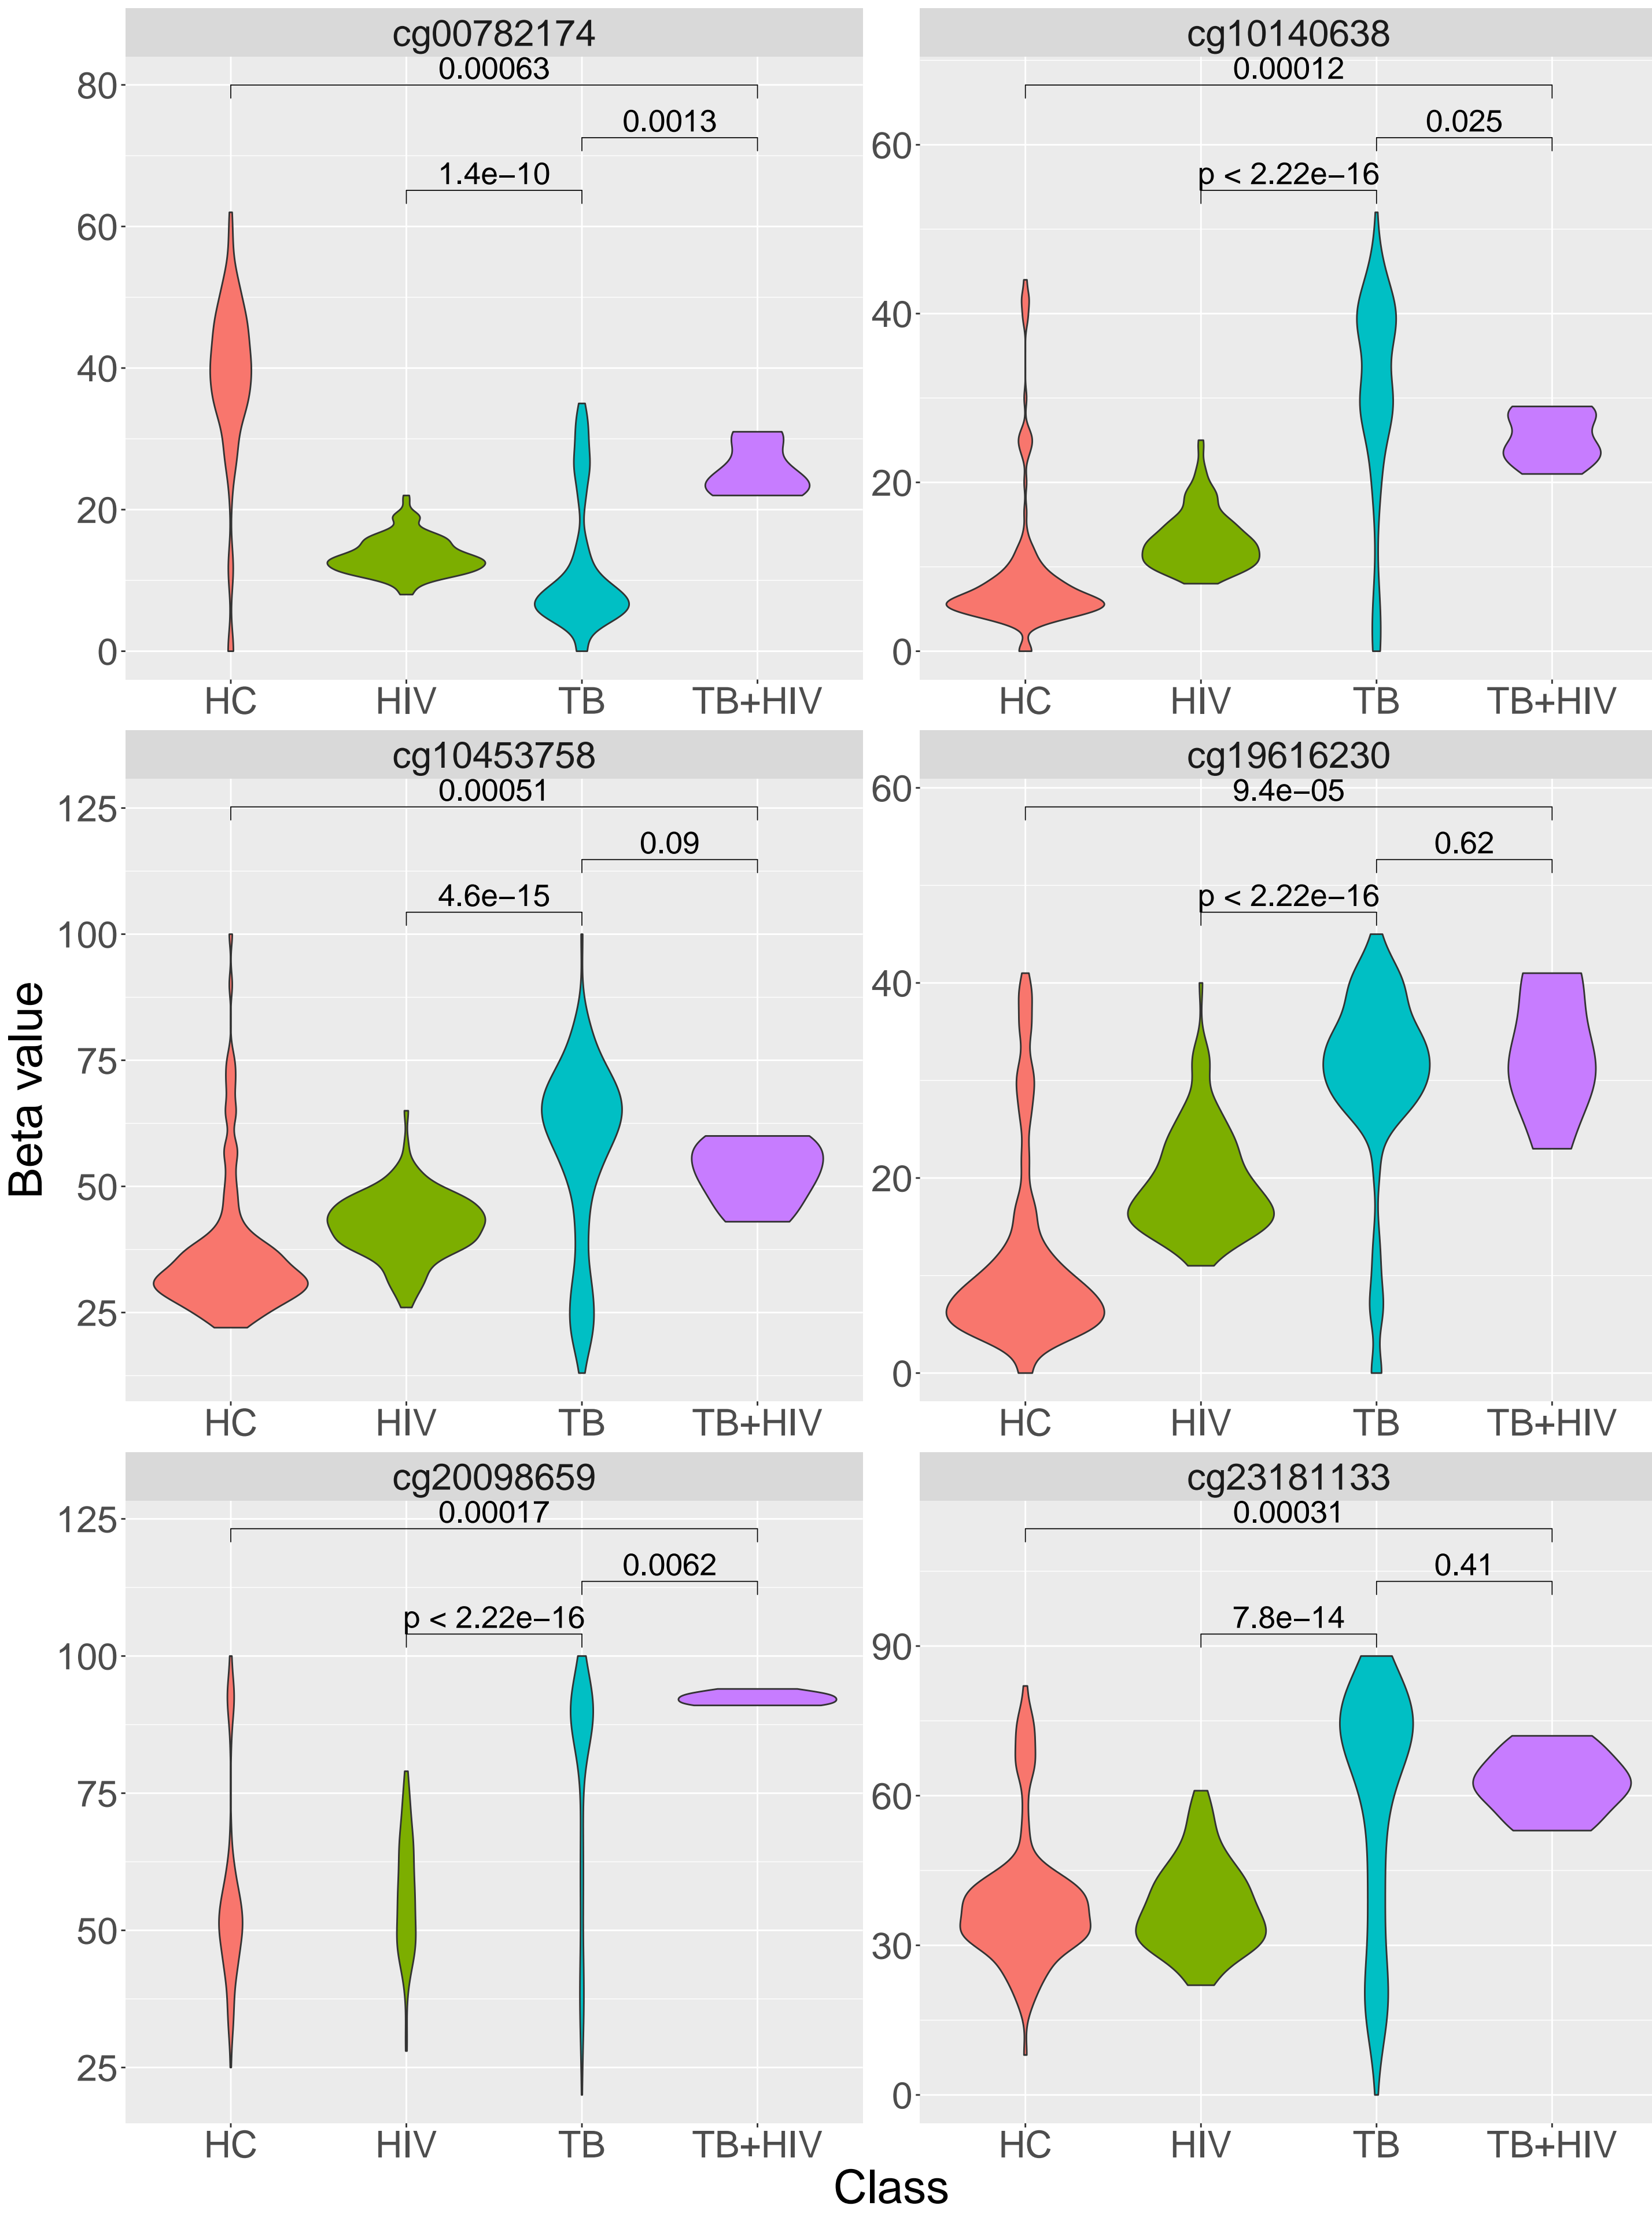 cg00782174
0.00063
0.0013
1.4e−10
80
60
40
20
0
HC HIV TB TB+HIV
cg10140638
0.00012
0.025
p < 2.22e−16
60
40
20
0
HC HIV TB TB+HIV
cg10453758
0.00051
0.09
4.6e−15
125
100
75
50
25
HC HIV TB TB+HIV
cg19616230
9.4e−05
0.62
p < 2.22e−16
60
40
20
0
HC HIV TB TB+HIV
cg20098659
0.00017
0.0062
p < 2.22e−16
125
100
75
50
25
HC HIV TB TB+HIV
cg23181133
0.00031
0.41
7.8e−14
90
60
30
0
HC HIV TB TB+HIV
Beta value
Class